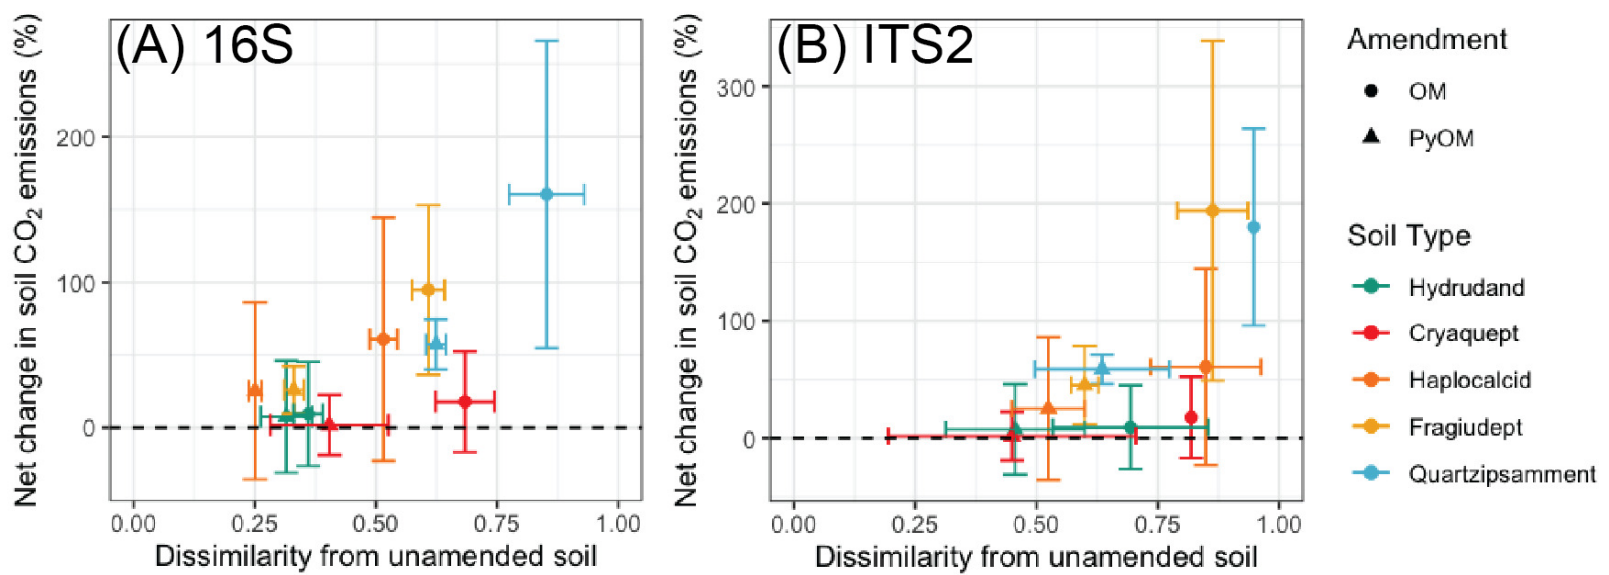 (A) 16S
Net change in soil CO₂ emissions (%)
200
100
0
0.00 0.25 0.50 0.75 1.00
Dissimilarity from unamended soil
(B) ITS2
Net change in soil CO₂ emissions (%)
300
200
100
0
0.00 0.25 0.50 0.75 1.00
Dissimilarity from unamended soil
Amendment
OM
PyOM
Soil Type
Hydrudand
Cryaquept
Haplocalcid
Fragiudept
Quartzipsamment